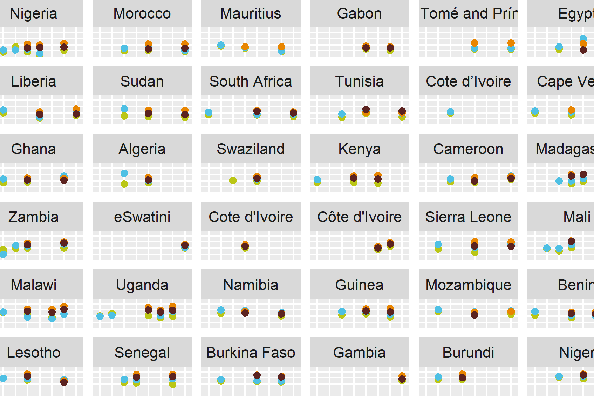 Nigeria Morocco Mauritius Gabon Tomé and Prín Egypt
Liberia Sudan South Africa Tunisia Cote d’Ivoire Cape Ve
Ghana Algeria Swaziland Kenya Cameroon Madagas
Zambia eSwatini Cote d'Ivoire Côte d'Ivoire Sierra Leone Mali
Malawi Uganda Namibia Guinea Mozambique Benin
Lesotho Senegal Burkina Faso Gambia Burundi Niger